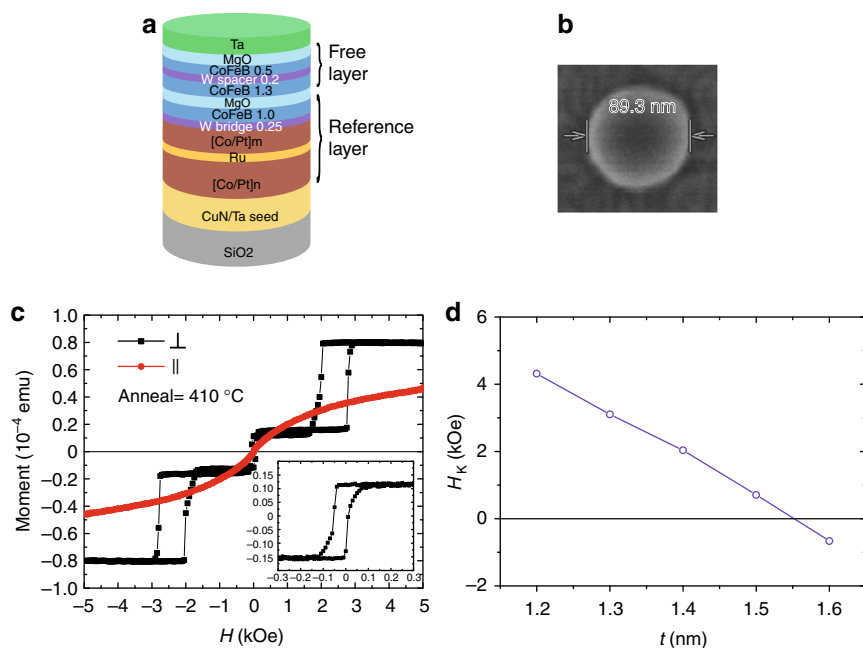 a
Ta
MgO
CoFeB 0.5
W spacer 0.2
CoFeB 1.3
MgO
CoFeB 1.0
W bridge 0.25
[Co/Pt]m
Ru
[Co/Pt]n
CuN/Ta seed
SiO2
Free
layer
Reference
layer
b
89.3 nm
c
1.0
0.8
0.6
0.4
0.2
0
−0.2
−0.4
−0.6
−0.8
−1.0
Moment (10⁻⁴ emu)
⊥
||
Anneal= 410 °C
0.15
0.10
0.05
0
−0.05
−0.10
−0.15
−0.3 −0.2 −0.1 0 0.1 0.2 0.3
−5 −4 −3 −2 −1 0 1 2 3 4 5
H (kOe)
d
6
4
2
0
−2
H_K (kOe)
1.2 1.3 1.4 1.5 1.6
t (nm)